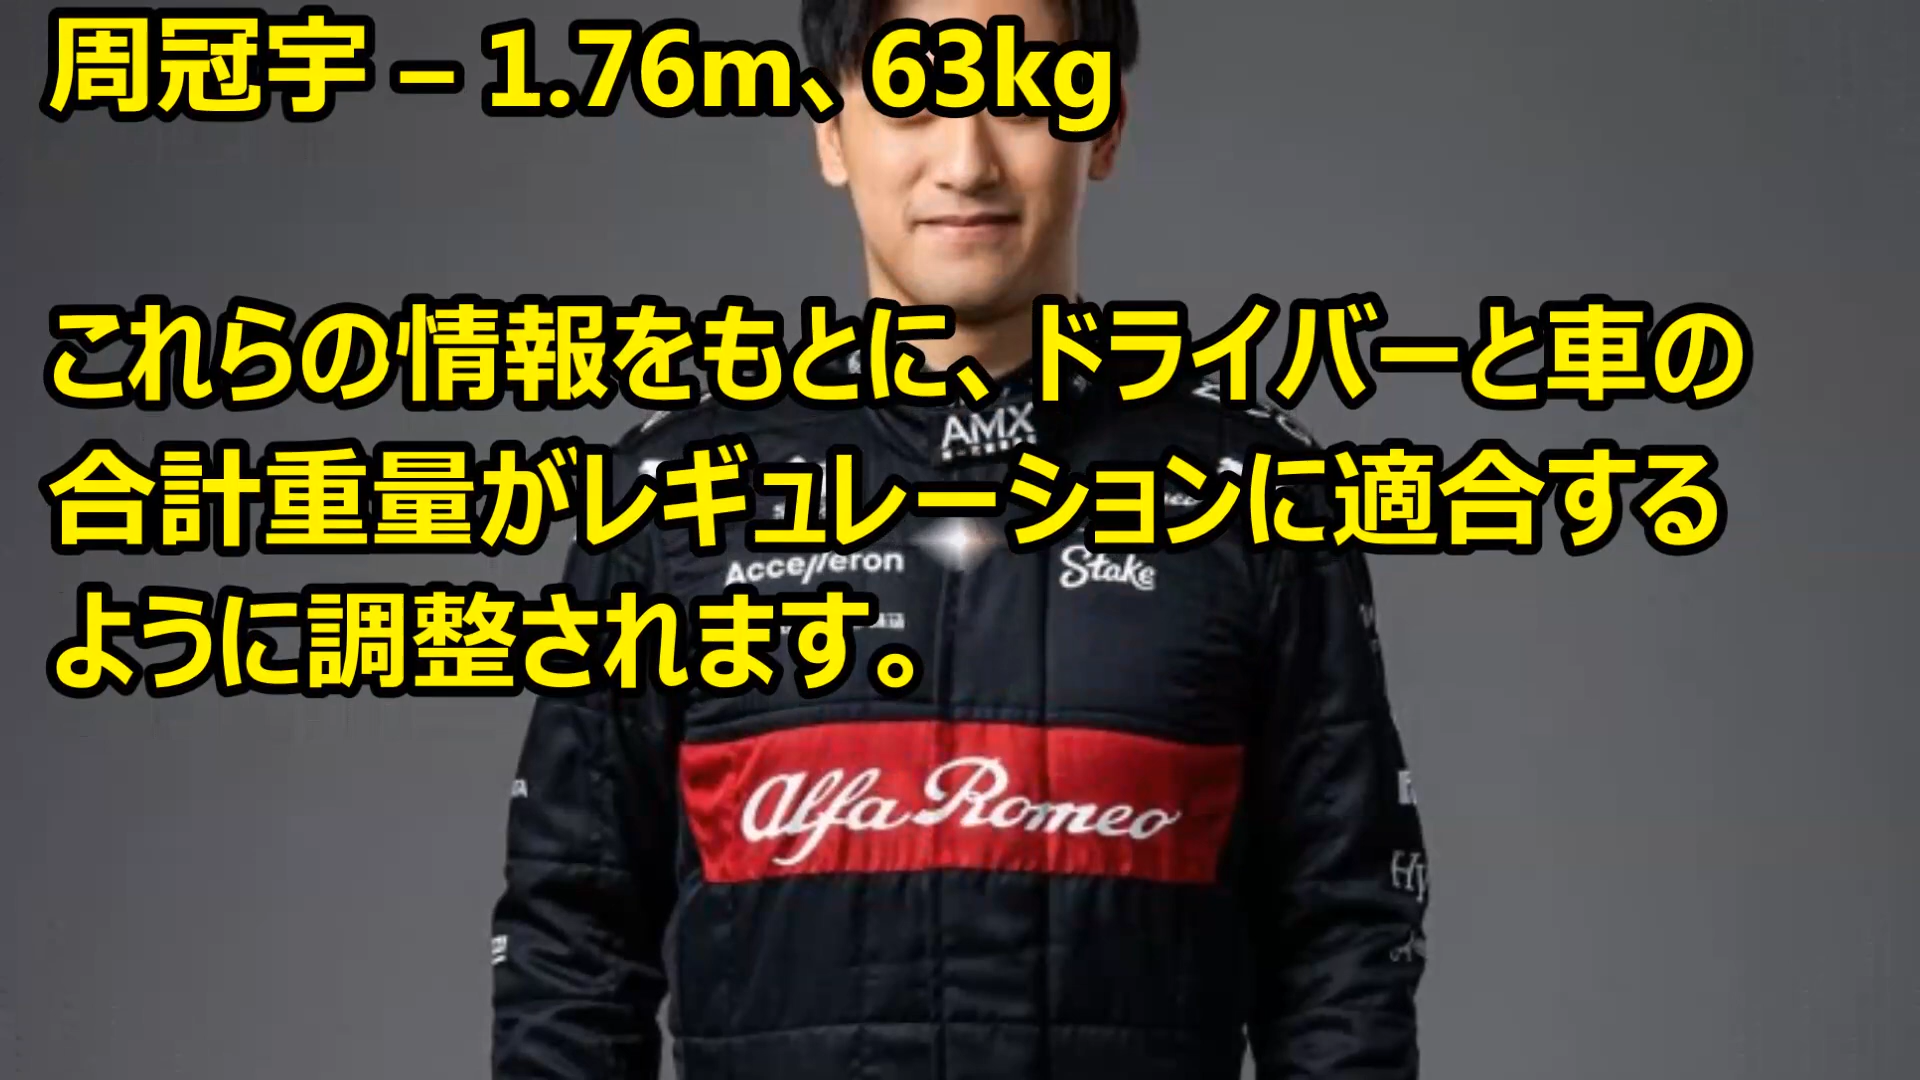 周冠宇 – 1.76m、63kg
これらの情報をもとに、ドライバーと車の
合計重量がレギュレーションに適合する
ように調整されます。
AMX
Accelleron
Stake
Alfa Romeo